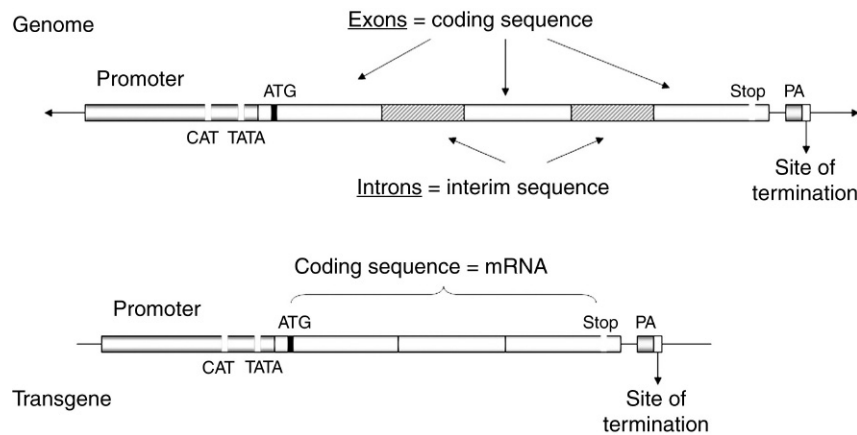 Genome
Exons = coding sequence
Promoter
ATG
Stop
PA
CAT
TATA
Introns = interim sequence
Site of
termination
Coding sequence = mRNA
Promoter
ATG
Stop
PA
CAT
TATA
Transgene
Site of
termination